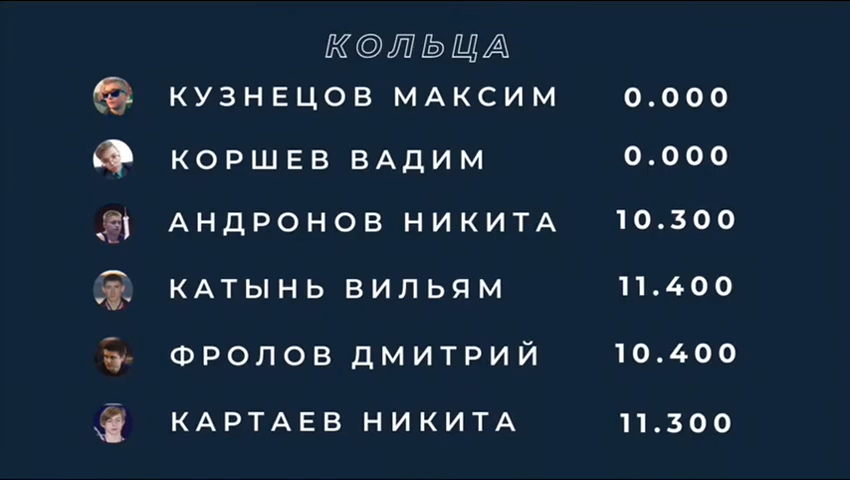 КОЛЬЦА
КУЗНЕЦОВ МАКСИМ 0.000
КОРШЕВ ВАДИМ 0.000
АНДРОНОВ НИКИТА 10.300
КАТЫНЬ ВИЛЬЯМ 11.400
ФРОЛОВ ДМИТРИЙ 10.400
КАРТАЕВ НИКИТА 11.300